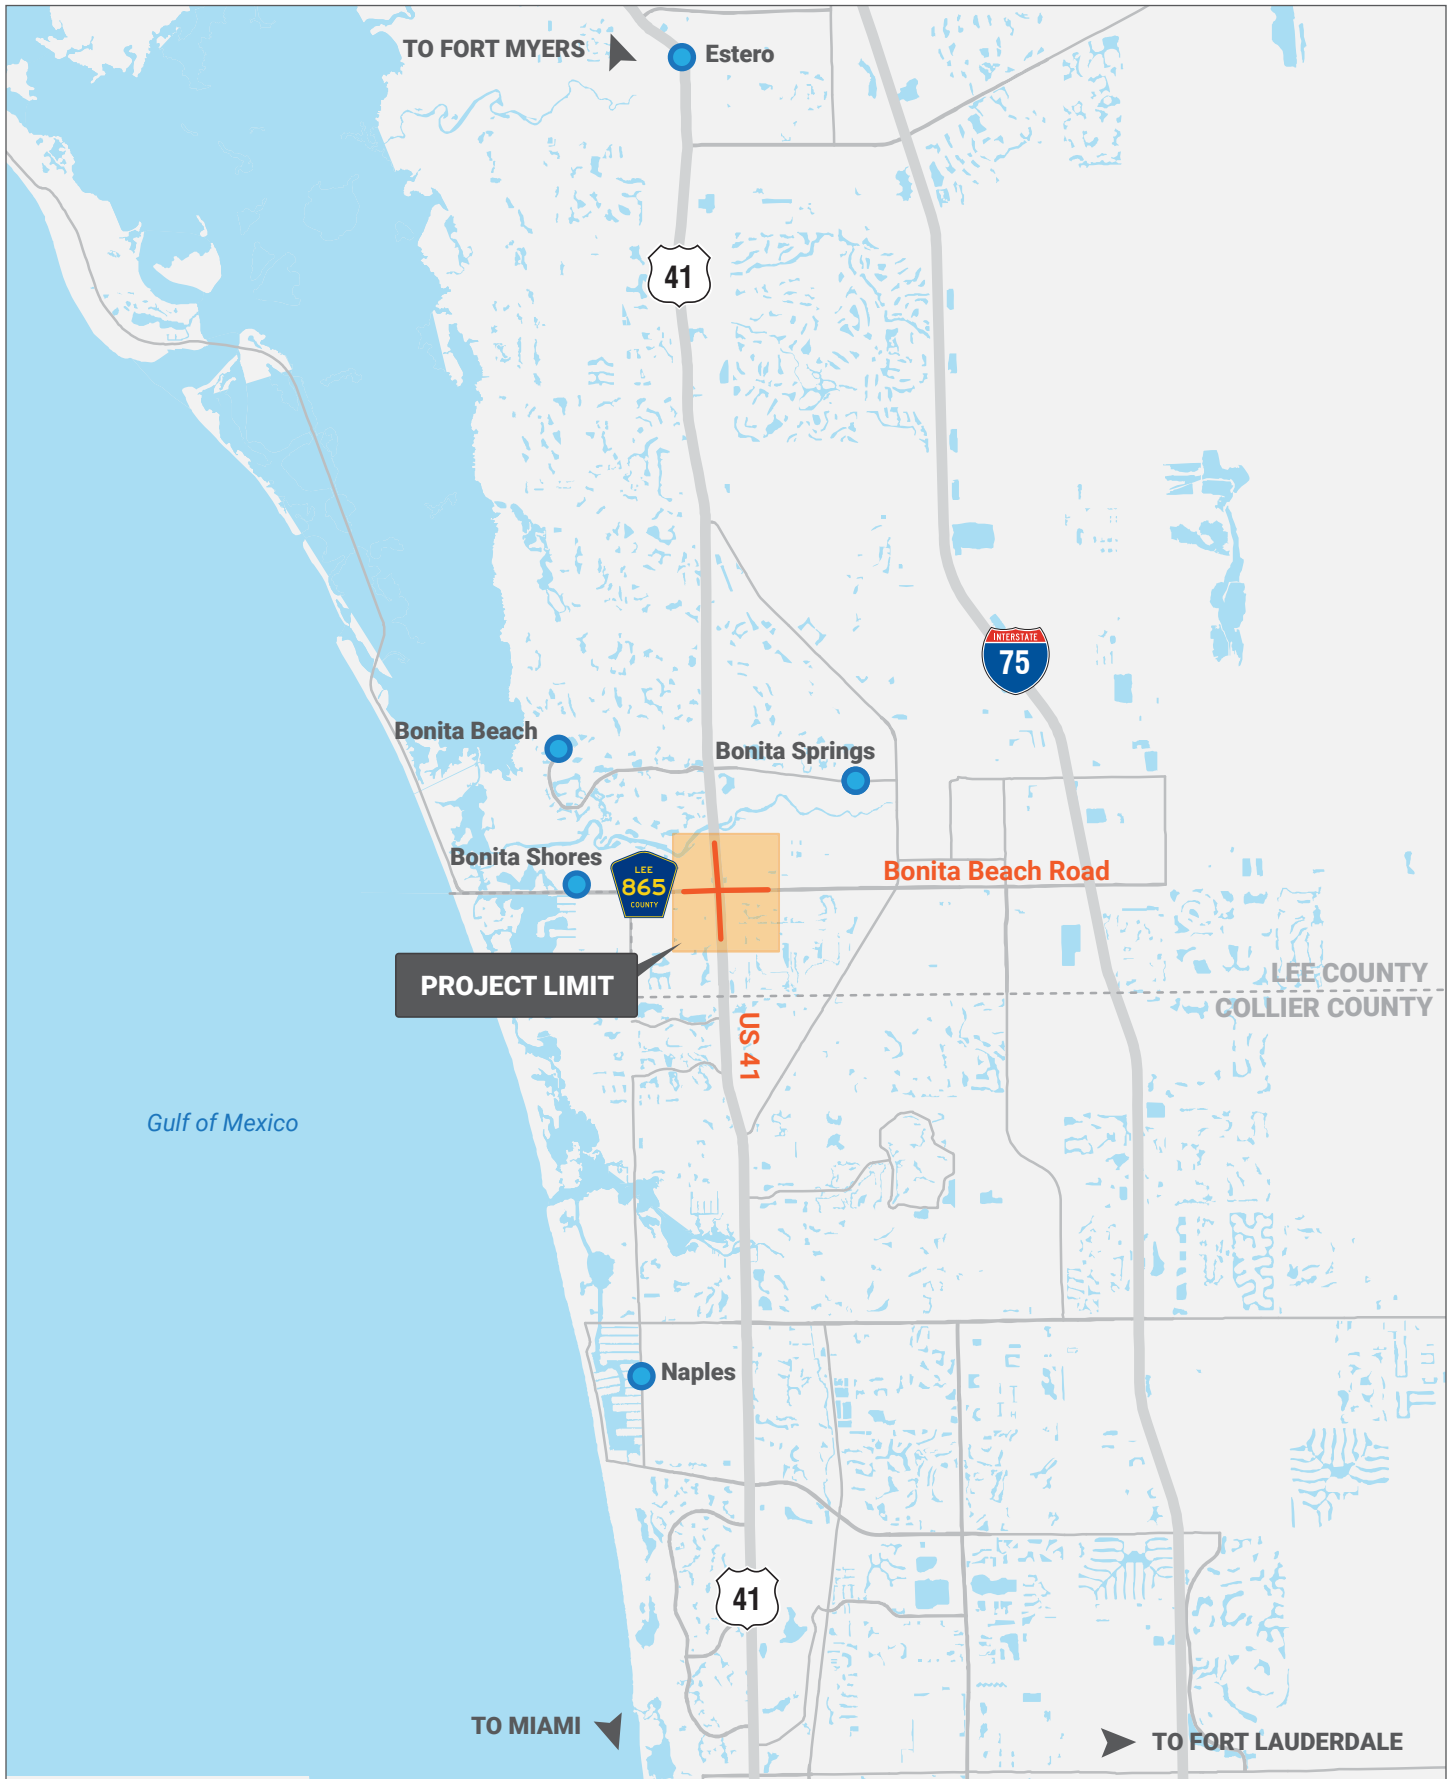 TO FORT MYERS
Estero
41
INTERSTATE
75
Bonita Beach
Bonita Springs
Bonita Shores
LEE
865
COUNTY
Bonita Beach Road
PROJECT LIMIT
LEE COUNTY
COLLIER COUNTY
US 41
Gulf of Mexico
Naples
41
TO MIAMI
TO FORT LAUDERDALE